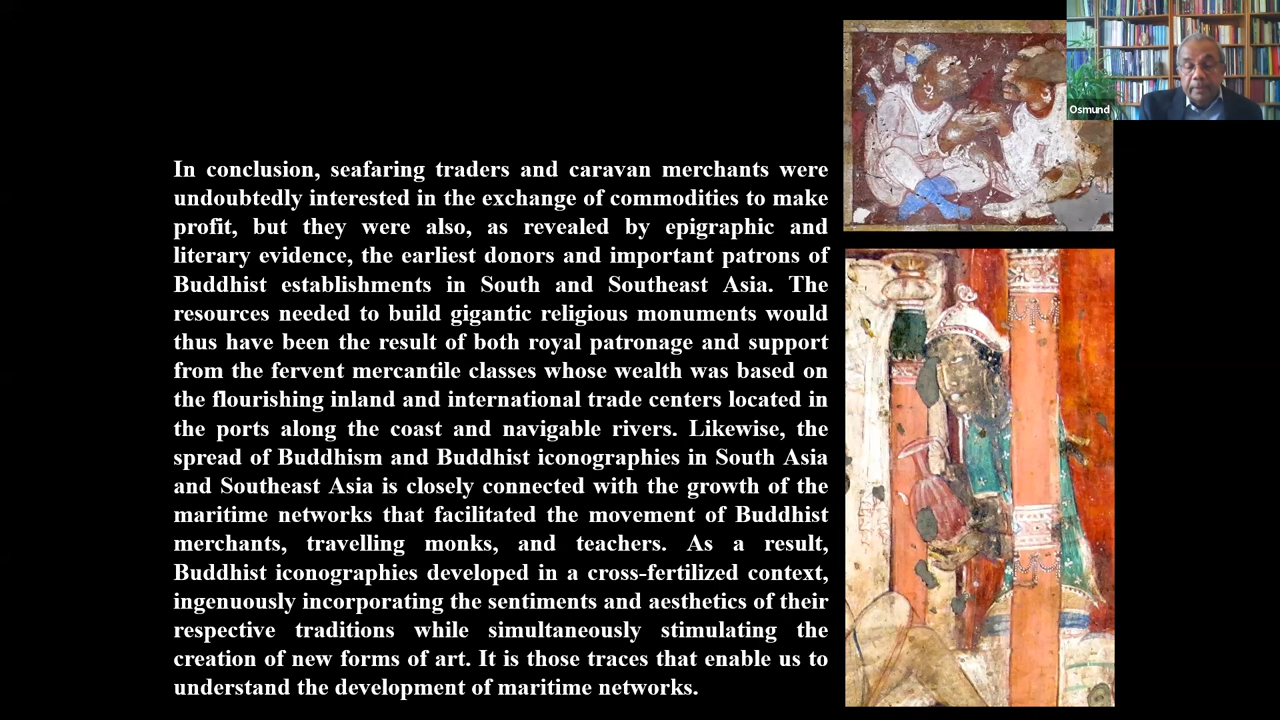 In conclusion, seafaring traders and caravan merchants were
undoubtedly interested in the exchange of commodities to make
profit, but they were also, as revealed by epigraphic and
literary evidence, the earliest donors and important patrons of
Buddhist establishments in South and Southeast Asia. The
resources needed to build gigantic religious monuments would
thus have been the result of both royal patronage and support
from the fervent mercantile classes whose wealth was based on
the flourishing inland and international trade centers located in
the ports along the coast and navigable rivers. Likewise, the
spread of Buddhism and Buddhist iconographies in South Asia
and Southeast Asia is closely connected with the growth of the
maritime networks that facilitated the movement of Buddhist
merchants, travelling monks, and teachers. As a result,
Buddhist iconographies developed in a cross-fertilized context,
ingenuously incorporating the sentiments and aesthetics of their
respective traditions while simultaneously stimulating the
creation of new forms of art. It is those traces that enable us to
understand the development of maritime networks.
Osmund